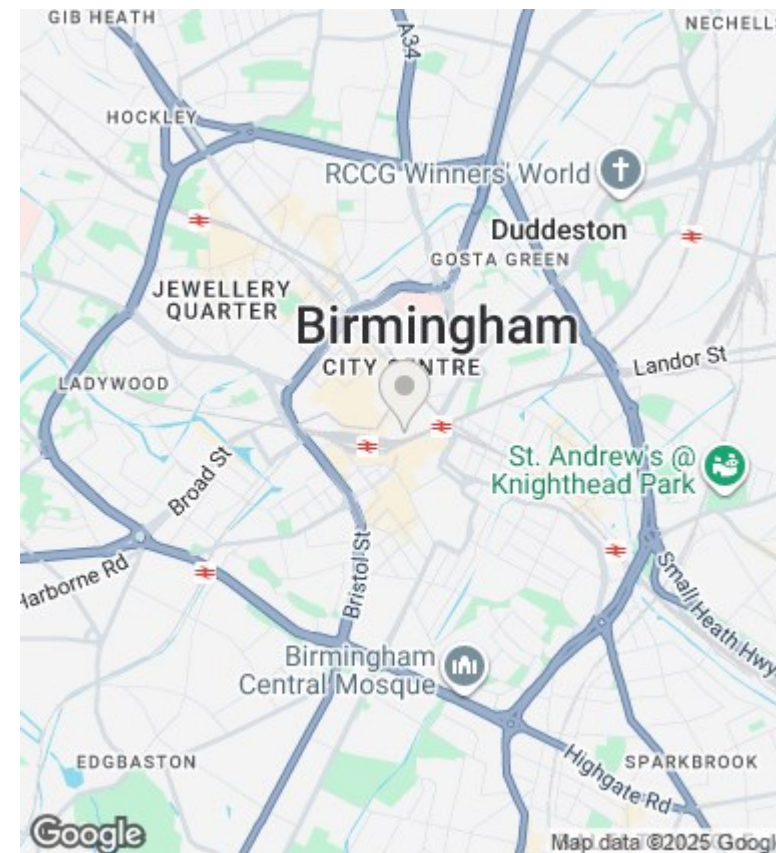 GIB HEATH
A34
NECHELLS
HOCKLEY
RCCG Winners' World
Duddeston
GOSTA GREEN
JEWELLERY
QUARTER
Birmingham
CITY CENTRE
Landor St
LADYWOOD
Broad St
St. Andrew's @
Knighthead Park
Harborne Rd
Bristol St
Small Heath Hwy
Birmingham
Central Mosque
EDGBASTON
SPARKBROOK
Highgate Rd
Google
Map data ©2025 Google